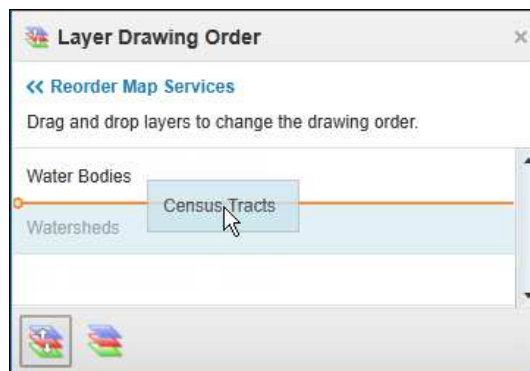 Layer Drawing Order
<< Reorder Map Services
Drag and drop layers to change the drawing order.
Water Bodies
Census Tracts
Watersheds